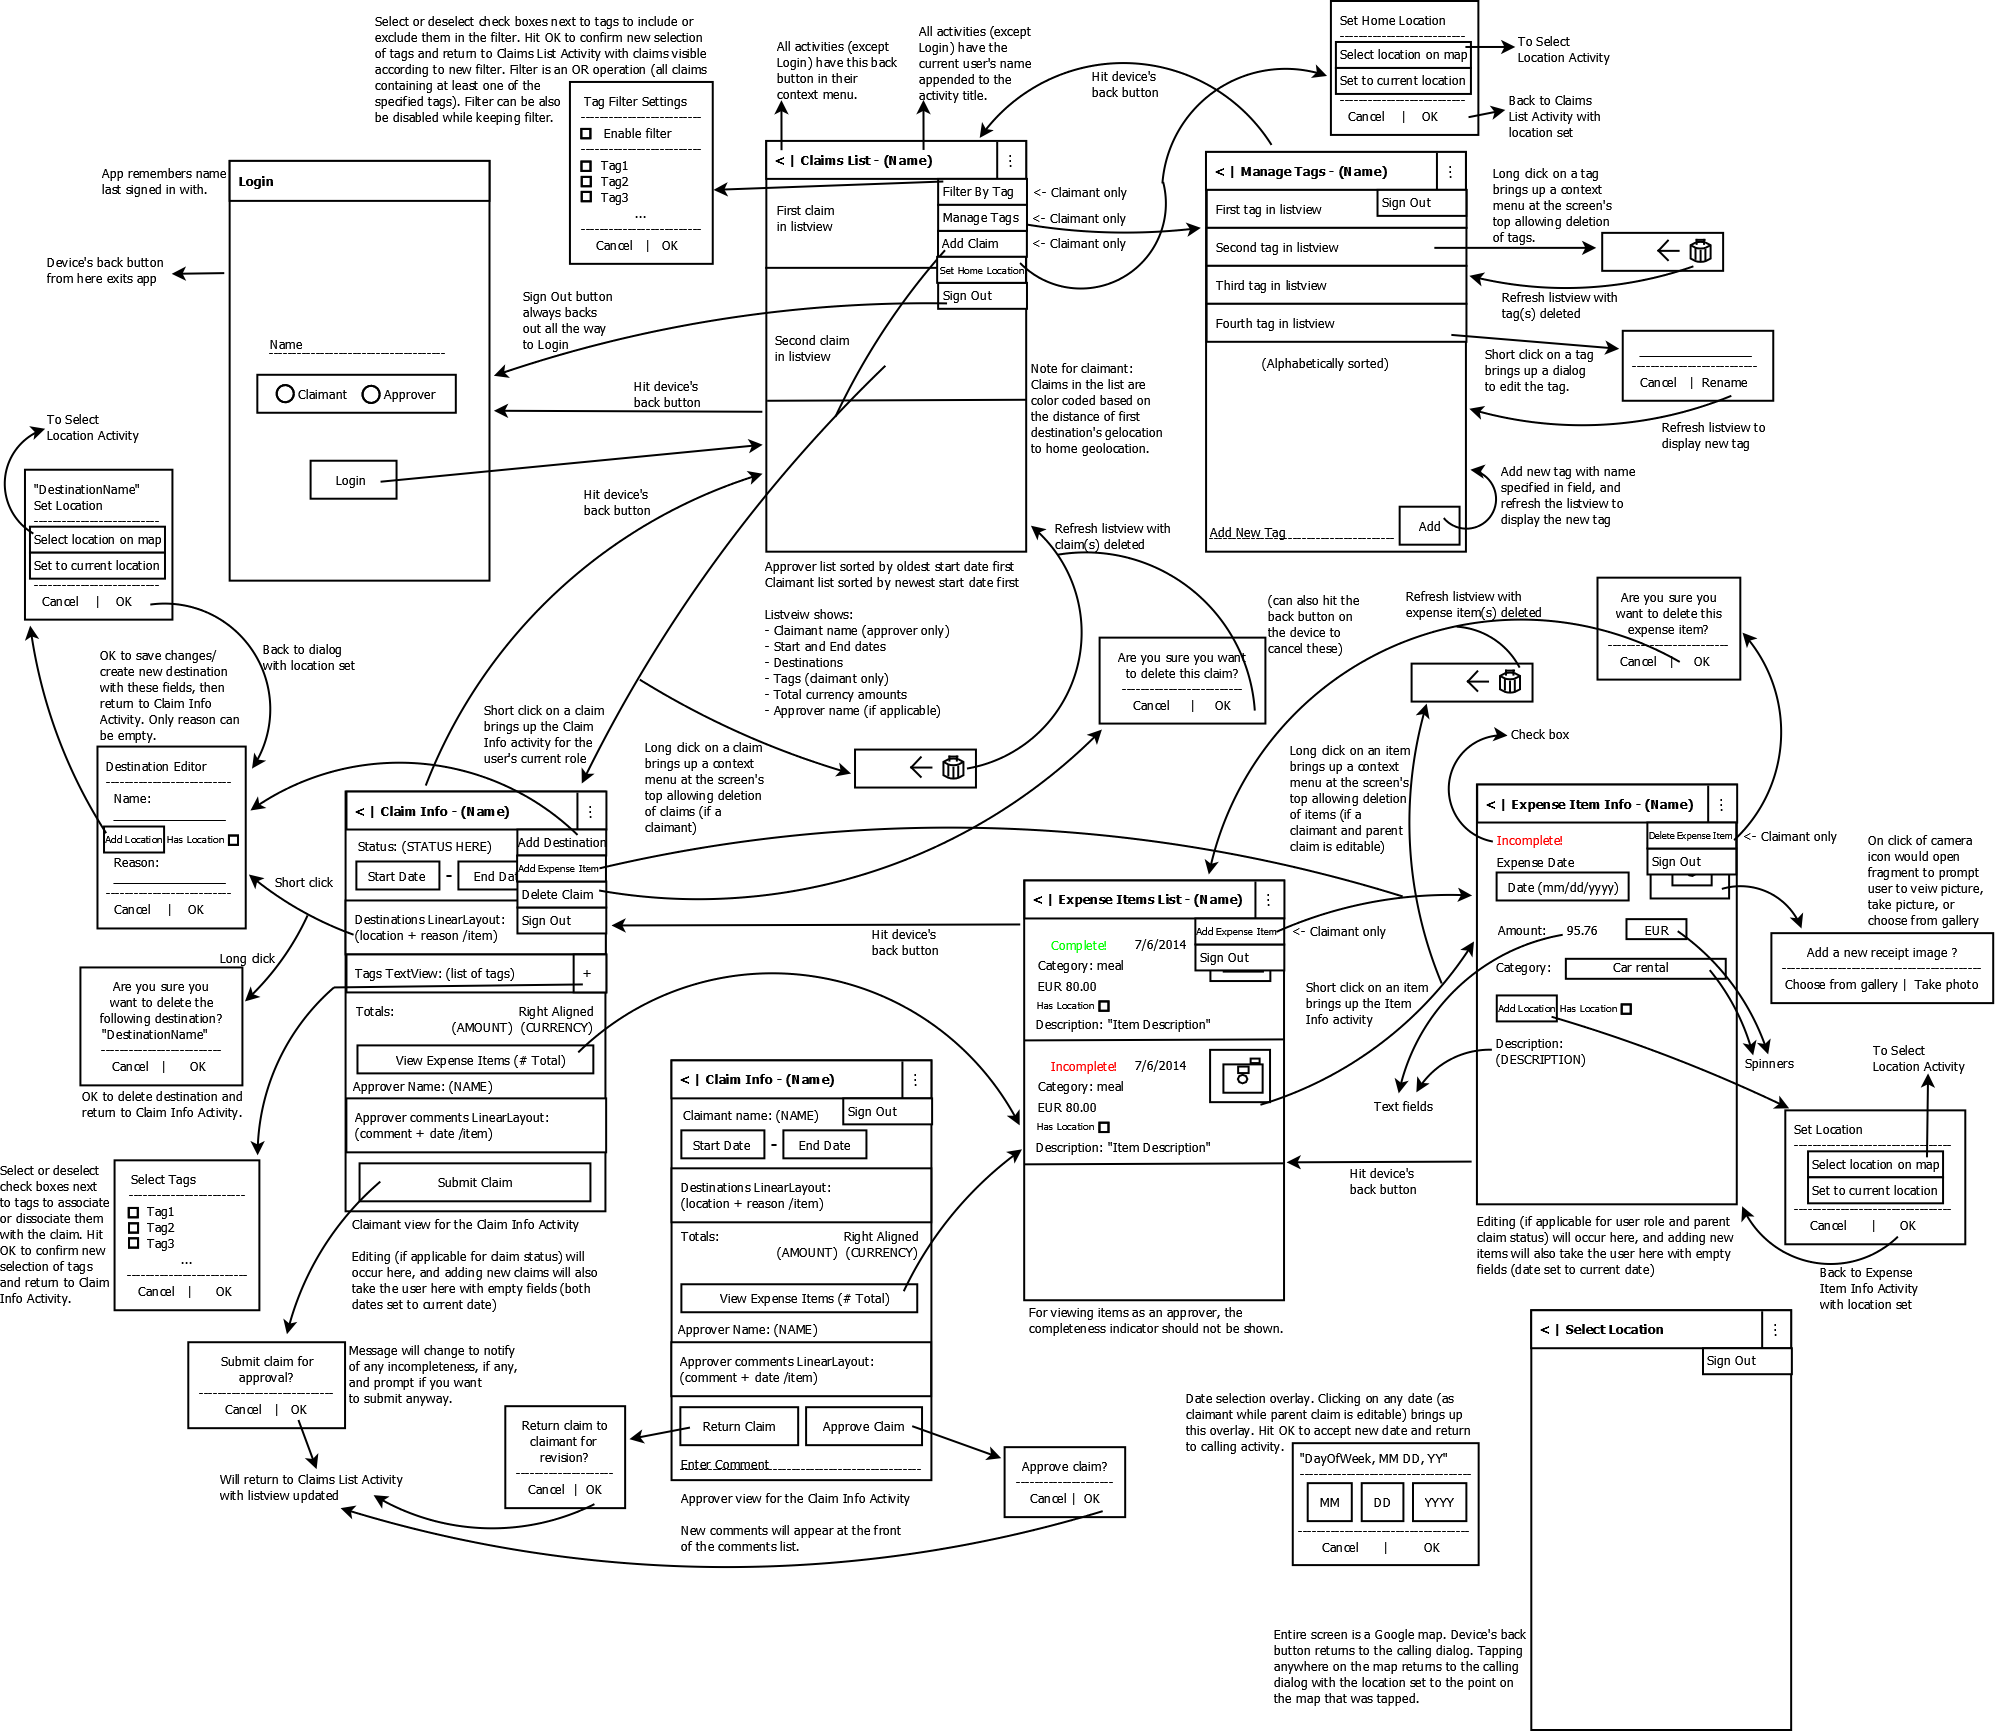 Select or deselect check boxes next to tags to include or
exclude them in the filter. Hit OK to confirm new selection
of tags and return to Claims List Activity with claims visible
according to new filter. Filter is an OR operation (all claims
containing at least one of the
specified tags). Filter can be also
be disabled while keeping filter.
Tag Filter Settings
Enable filter
Tag1
Tag2
Tag3
...
Cancel | OK
All activities (except
Login) have this back
button in their
context menu.
All activities (except
Login) have the
current user's name
appended to the
activity title.
Hit device's
back button
Set Home Location
Select location on map
Set to current location
Cancel | OK
To Select
Location Activity
Back to Claims
List Activity with
location set
App remembers name
last signed in with.
Device's back button
from here exits app
Login
Name
Claimant
Approver
Login
Sign Out button
always backs
out all the way
to Login
Hit device's
back button
Hit device's
back button
< | Claims List - (Name)
⋮
First claim
in listview
Second claim
in listview
Filter By Tag
Manage Tags
Add Claim
Set Home Location
Sign Out
<- Claimant only
<- Claimant only
<- Claimant only
Note for claimant:
Claims in the list are
color coded based on
the distance of first
destination's gelocation
to home geolocation.
Approver list sorted by oldest start date first
Claimant list sorted by newest start date first
Listveiw shows:
- Claimant name (approver only)
- Start and End dates
- Destinations
- Tags (claimant only)
- Total currency amounts
- Approver name (if applicable)
< | Manage Tags - (Name)
⋮
Sign Out
First tag in listview
Second tag in listview
Third tag in listview
Fourth tag in listview
(Alphabetically sorted)
Add New Tag
Add
Long click on a tag
brings up a context
menu at the screen's
top allowing deletion
of tags.
Refresh listview with
tag(s) deleted
Short click on a tag
brings up a dialog
to edit the tag.
Cancel | Rename
Refresh listview to
display new tag
Add new tag with name
specified in field, and
refresh the listview to
display the new tag
To Select
Location Activity
"DestinationName"
Set Location
Select location on map
Set to current location
Cancel | OK
Back to dialog
with location set
OK to save changes/
create new destination
with these fields, then
return to Claim Info
Activity. Only reason can
be empty.
Destination Editor
Name:
Add Location
Has Location
Reason:
Cancel | OK
Short click
Long click
Are you sure you
want to delete the
following destination?
"DestinationName"
Cancel | OK
OK to delete destination and
return to Claim Info Activity.
Select or deselect
check boxes next
to tags to associate
or dissociate them
with the claim. Hit
OK to confirm new
selection of tags
and return to Claim
Info Activity.
Select Tags
Tag1
Tag2
Tag3
...
Cancel | OK
Short click on a claim
brings up the Claim
Info activity for the
user's current role
< | Claim Info - (Name)
⋮
Status: (STATUS HERE)
Start Date
-
End Dat
Add Destination
Add Expense Item
Delete Claim
Sign Out
Destinations LinearLayout:
(location + reason /item)
Tags TextView: (list of tags)
+
Totals:
Right Aligned
(AMOUNT) (CURRENCY)
View Expense Items (# Total)
Approver Name: (NAME)
Approver comments LinearLayout:
(comment + date /item)
Submit Claim
Claimant view for the Claim Info Activity
Editing (if applicable for claim status) will
occur here, and adding new claims will also
take the user here with empty fields (both
dates set to current date)
Submit claim for
approval?
Cancel | OK
Message will change to notify
of any incompleteness, if any,
and prompt if you want
to submit anyway.
Will return to Claims List Activity
with listview updated
Long click on a claim
brings up a context
menu at the screen's
top allowing deletion
of claims (if a
claimant)
Refresh listview with
claim(s) deleted
Are you sure you want
to delete this claim?
Cancel | OK
(can also hit the
back button on
the device to
cancel these)
Hit device's
back button
< | Claim Info - (Name)
⋮
Sign Out
Claimant name: (NAME)
Start Date
-
End Date
Destinations LinearLayout:
(location + reason /item)
Totals:
Right Aligned
(AMOUNT) (CURRENCY)
View Expense Items (# Total)
Approver Name: (NAME)
Approver comments LinearLayout:
(comment + date /item)
Return Claim
Approve Claim
Enter Comment
Approver view for the Claim Info Activity
New comments will appear at the front
of the comments list.
Return claim to
claimant for
revision?
Cancel | OK
Approve claim?
Cancel | OK
Refresh listview with
expense item(s) deleted
Are you sure you
want to delete this
expense item?
Cancel | OK
Long click on an item
brings up a context
menu at the screen's
top allowing deletion
of items (if a
claimant and parent
claim is editable)
< | Expense Items List - (Name)
⋮
Add Expense Item
Sign Out
<- Claimant only
Complete!
7/6/2014
Category: meal
EUR 80.00
Has Location
Description: "Item Description"
Incomplete!
7/6/2014
Category: meal
EUR 80.00
Has Location
Description: "Item Description"
For viewing items as an approver, the
completeness indicator should not be shown.
Short click on an item
brings up the Item
Info activity
Check box
< | Expense Item Info - (Name)
⋮
Incomplete!
Delete Expense Item
Sign Out
<- Claimant only
Expense Date
Date (mm/dd/yyyy)
Amount:
95.76
EUR
Category:
Car rental
Add Location
Has Location
Description:
(DESCRIPTION)
Text fields
Spinners
Hit device's
back button
Editing (if applicable for user role and parent
claim status) will occur here, and adding new
items will also take the user here with empty
fields (date set to current date)
On click of camera
icon would open
fragment to prompt
user to veiw picture,
take picture, or
choose from gallery
Add a new receipt image ?
Choose from gallery | Take photo
To Select
Location Activity
Set Location
Select location on map
Set to current location
Cancel | OK
Back to Expense
Item Info Activity
with location set
Date selection overlay. Clicking on any date (as
claimant while parent claim is editable) brings up
this overlay. Hit OK to accept new date and return
to calling activity.
"DayOfWeek, MM DD, YY"
MM
DD
YYYY
Cancel | OK
< | Select Location
⋮
Sign Out
Entire screen is a Google map. Device's back
button returns to the calling dialog. Tapping
anywhere on the map returns to the calling
dialog with the location set to the point on
the map that was tapped.